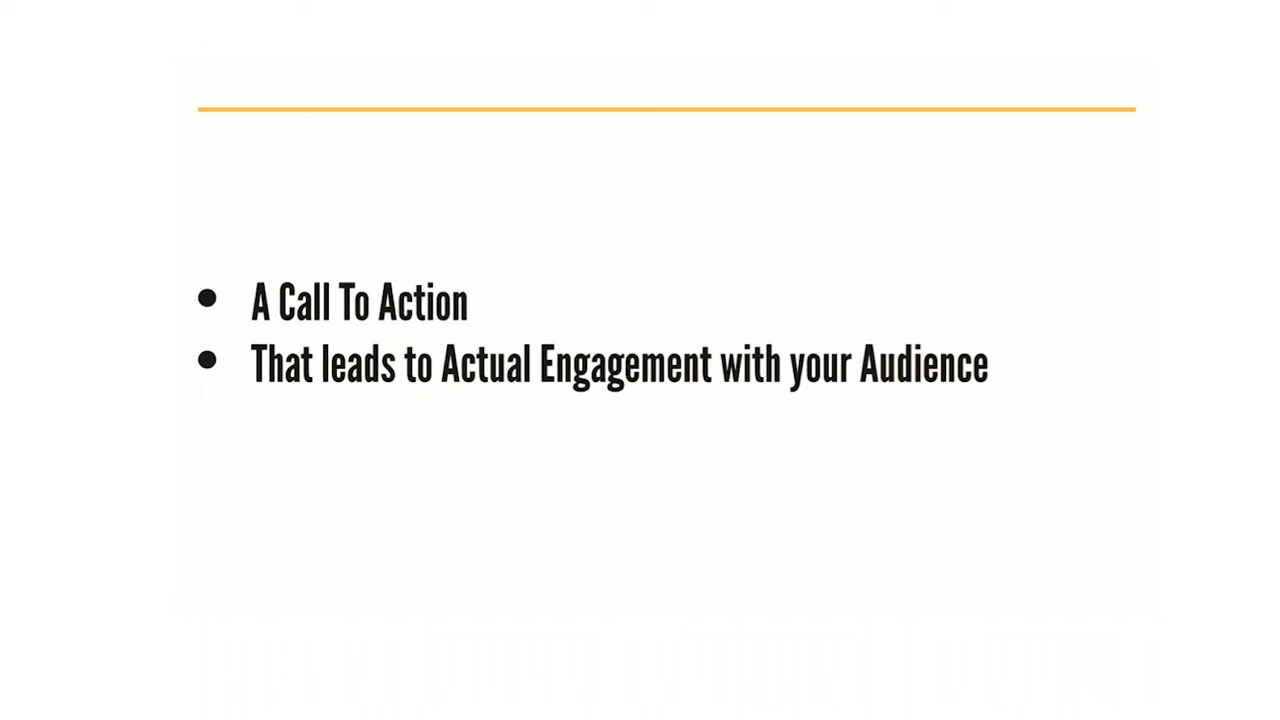 • A Call To Action
• That leads to Actual Engagement with your Audience